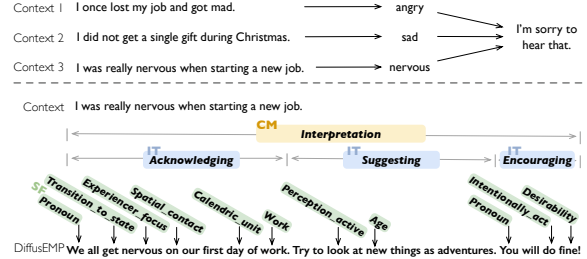 Context 1 I once lost my job and got mad. angry
Context 2 I did not get a single gift during Christmas. sad
I'm sorry to
hear that.
Context 3 I was really nervous when starting a new job. nervous
Context I was really nervous when starting a new job.
CM
Interpretation
IT IT IT
Acknowledging Suggesting Encouraging
SF
Pronoun Transition_to_state Experiencer_focus Spatial_contact Calendric_unit Work Perception_active Age Pronoun Intentionally_act Desirability
DiffusEMP We all get nervous on our first day of work. Try to look at new things as adventures. You will do fine!